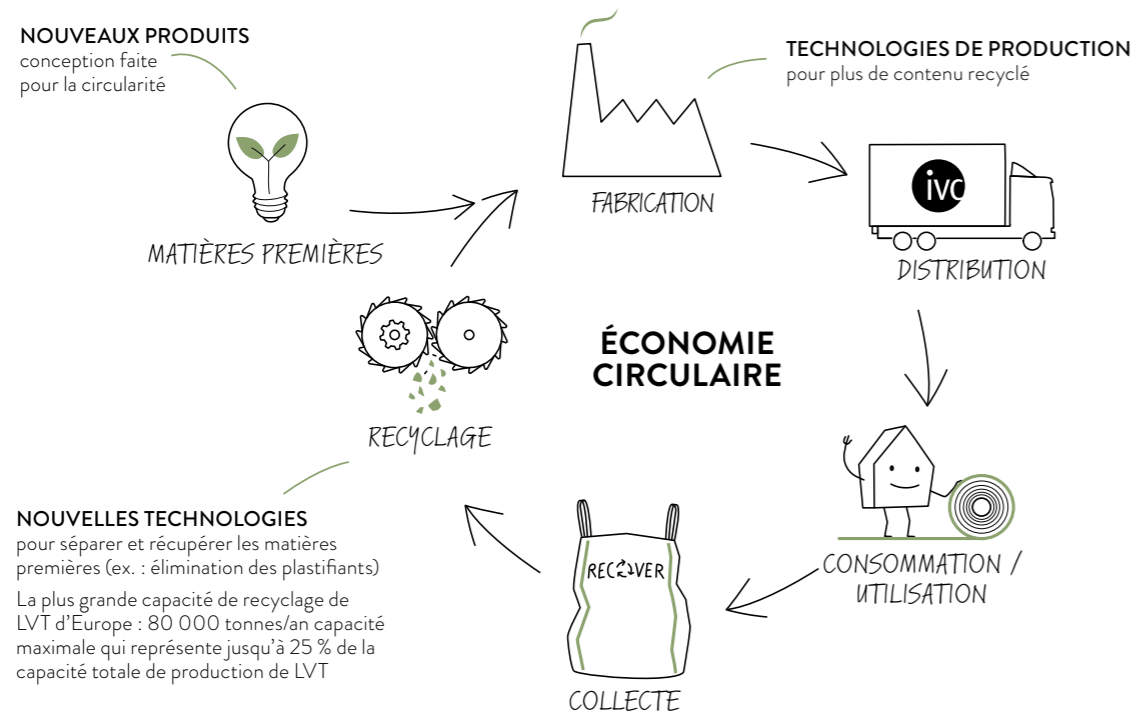 NOUVEAUX PRODUITS
conception faite
pour la circularité
MATIÈRES PREMIÈRES
FABRICATION
TECHNOLOGIES DE PRODUCTION
pour plus de contenu recyclé
ivc
DISTRIBUTION
ÉCONOMIE
CIRCULAIRE
RECYCLAGE
NOUVELLES TECHNOLOGIES
pour séparer et récupérer les matières
premières (ex. : élimination des plastifiants)
La plus grande capacité de recyclage de
LVT d'Europe : 80 000 tonnes/an capacité
maximale qui représente jusqu'à 25 % de la
capacité totale de production de LVT
RECOVER
COLLECTE
CONSOMMATION /
UTILISATION